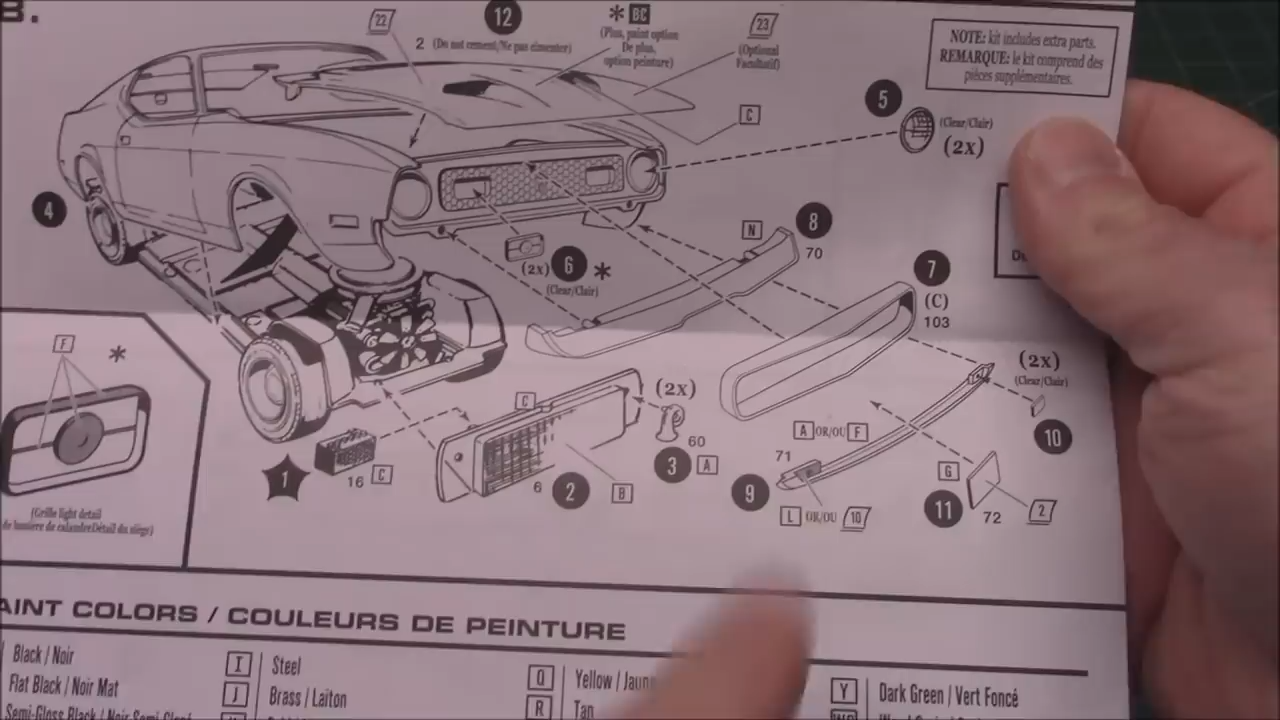 8.
22
12
2 (Do not cement/Ne pas cimenter)
* BC
(Plus, paint option
De plus,
option peinture)
23
(Optional
Facultatif)
NOTE: kit includes extra parts.
REMARQUE: le kit comprend des
pièces supplémentaires.
C
5
(Clear/Clair)
(2x)
4
N
8
70
(2x) 6 *
(Clear/Clair)
7
(C)
103
F
*
(2x)
(Clear/Clair)
10
C
(2x)
60
3 A
A OR/OU F
71
1
16 C
6 2
B
9
L OR/OU 10
G
11
72
2
(Grille light detail
de lumière de calandreDétail du siège)
AINT COLORS / COULEURS DE PEINTURE
Black / Noir
Flat Black / Noir Mat
I Steel
J Brass / Laiton
Q Yellow / Jaun
R Tan
Y Dark Green / Vert Foncé